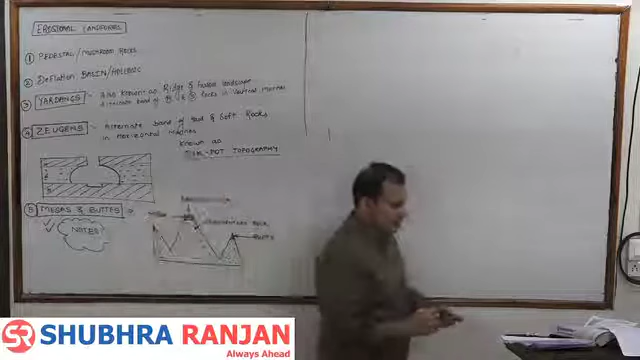 EROSIONAL LANDFORMS
① PEDESTAL/MUSHROOM ROCKS
② Deflation BASIN/HOLLOWS
③ YARDANGS - Also known as Ridge & Furrow landscape
Alternate band of H & S Rocks in Vertical Manner
④ ZEUGENS - Alternate band of Hard & Soft Rocks
in Horizontal Manner
known as
TOPOGRAPHY
⑤ MESAS & BUTTES
NOTES
SR SHUBHRA RANJAN
Always Ahead